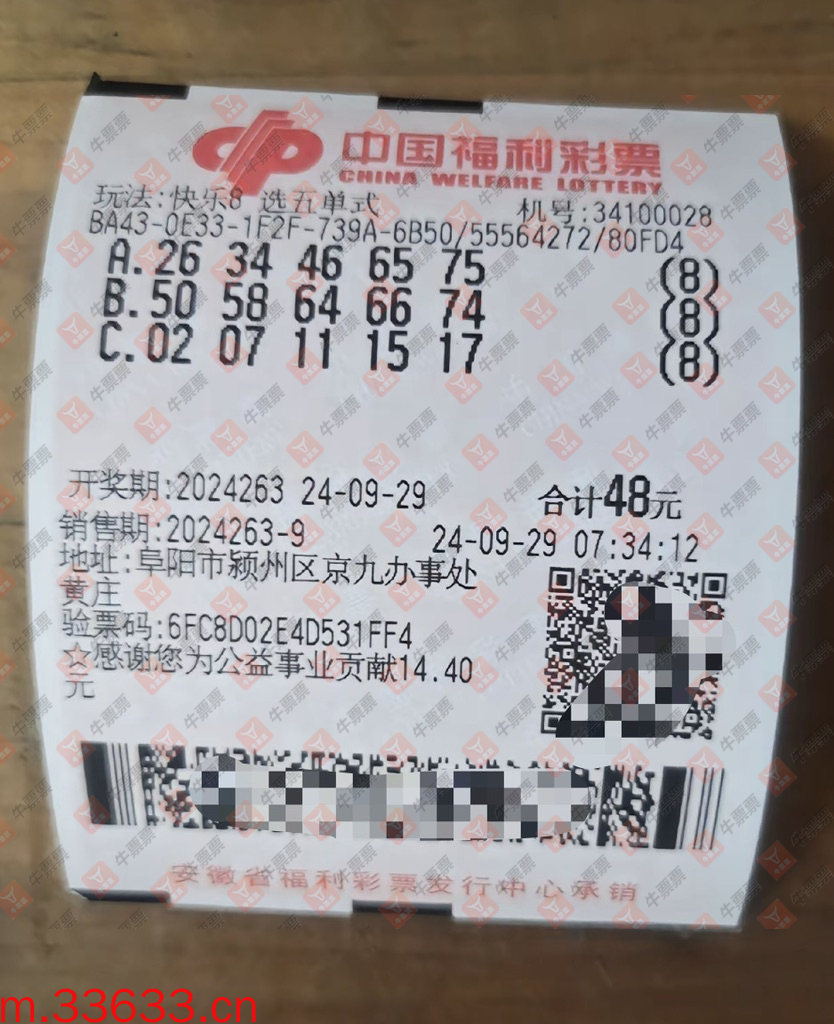 中国福利彩票
CHINA WELFARE LOTTERY
玩法:快乐8 选五单式 机号:34100028
BA43-0E33-1F2F-739A-6B50/55564272/80FD4
A.26 34 46 65 75 (8)
B.50 58 64 66 74 (8)
C.02 07 11 15 17 (8)
开奖期:2024263 24-09-29 合计48元
销售期:2024263-9 24-09-29 07:34:12
地址:阜阳市颍州区京九办事处
黄庄
验票码:6FC8D02E4D531FF4
☆感谢您为公益事业贡献14.40
元
安徽省福利彩票发行中心承销
牛票票
m.33633.cn